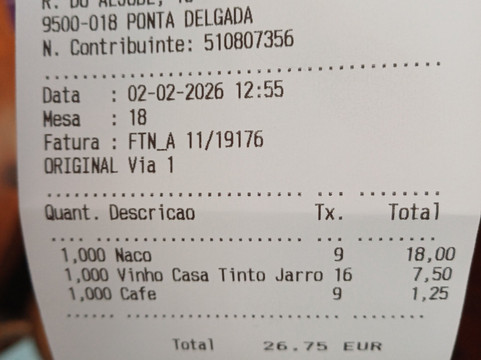 9500-018 PONTA DELGADA
N. Contribuinte: 510807356
Data : 02-02-2026 12:55
Mesa : 18
Fatura : FTN_A 11/19176
ORIGINAL Via 1
Quant. Descricao Tx. Total
1,000 Naco 9 18,00
1,000 Vinho Casa Tinto Jarro 16 7,50
1,000 Cafe 9 1,25
Total 26.75 EUR